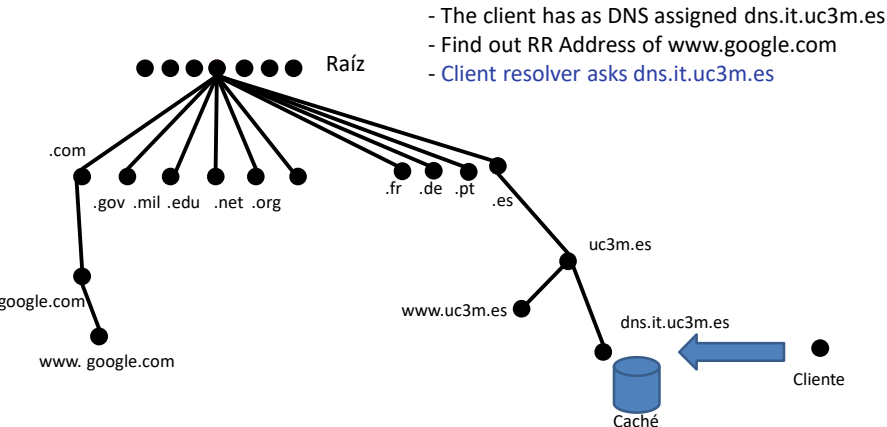 - The client has as DNS assigned dns.it.uc3m.es
- Find out RR Address of www.google.com
- Client resolver asks dns.it.uc3m.es
Raíz
.com
.gov .mil .edu .net .org
.fr .de .pt
.es
uc3m.es
google.com
www.uc3m.es
dns.it.uc3m.es
www. google.com
Cliente
Caché